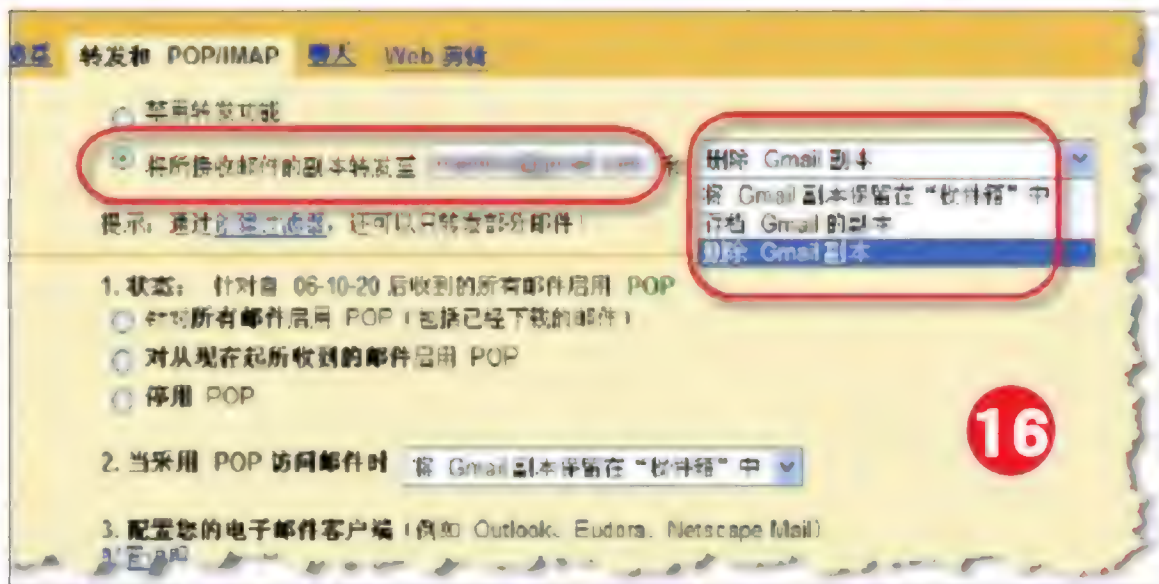 转发和 POP/IMAP 聊天 Web 剪辑
禁用转发功能
将所接收邮件的副本转发至 和 删除 Gmail 副本
将 Gmail 副本保留在“收件箱”中
存档 Gmail 的副本
删除 Gmail 副本
提示：通过创建过滤器，还可以只转发部分邮件！
1. 状态： 针对自 06-10-20 后收到的所有邮件启用 POP
针对所有邮件启用 POP（包括已经下载的邮件）
对从现在起所收到的邮件启用 POP
停用 POP
16
2. 当采用 POP 访问邮件时 将 Gmail 副本保留在“收件箱”中
3. 配置您的电子邮件客户端（例如 Outlook、Eudora、Netscape Mail）